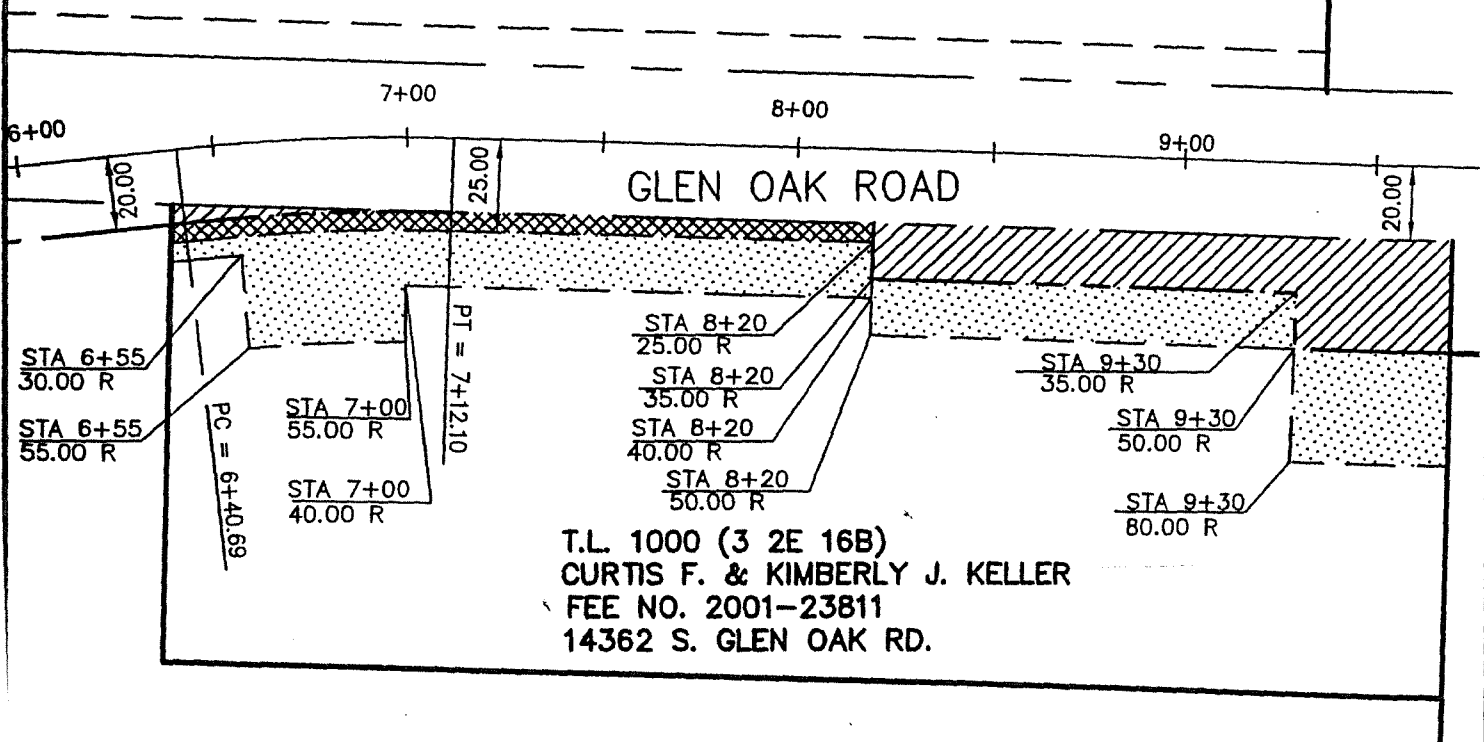 7+00
8+00
6+00
9+00
20.00
25.00
GLEN OAK ROAD
20.00
STA 6+55
30.00 R
STA 6+55
55.00 R
PC = 6+40.69
STA 7+00
55.00 R
STA 7+00
40.00 R
PT = 7+12.10
STA 8+20
25.00 R
STA 8+20
35.00 R
STA 8+20
40.00 R
STA 8+20
50.00 R
STA 9+30
35.00 R
STA 9+30
50.00 R
STA 9+30
80.00 R
T.L. 1000 (3 2E 16B)
CURTIS F. & KIMBERLY J. KELLER
FEE NO. 2001-23811
14362 S. GLEN OAK RD.